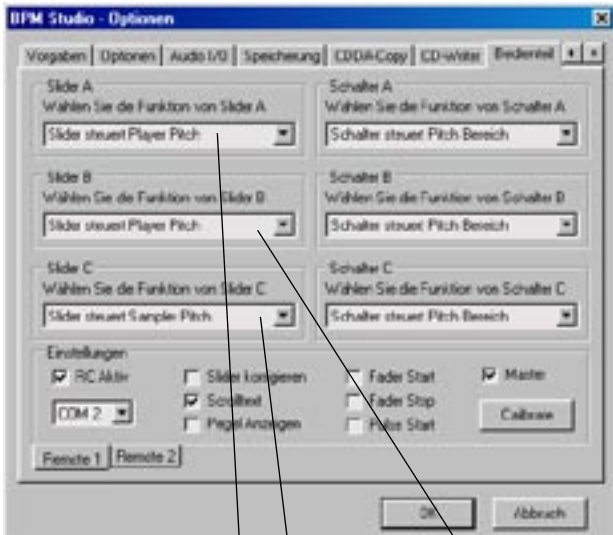 BPM Studio - Optionen
Vorgaben Optionen Audio I/O Speicherung CDDA-Copy CD-Writer Bedienteil
Slider A
Wählen Sie die Funktion von Slider A
Slider steuert Player Pitch
Schalter A
Wählen Sie die Funktion von Schalter A
Schalter steuert Pitch-Bereich
Slider B
Wählen Sie die Funktion von Slider B
Slider steuert Player Pitch
Schalter B
Wählen Sie die Funktion von Schalter B
Schalter steuert Pitch-Bereich
Slider C
Wählen Sie die Funktion von Slider C
Slider steuert Sampler Pitch
Schalter C
Wählen Sie die Funktion von Schalter C
Schalter steuert Pitch-Bereich
Einstellungen
RC Aktiv
COM 2
Slider korrigieren
Scrolltext
Pegel Anzeigen
Fader Start
Fader Stop
Pulse Start
Master
Calibrate
Remote 1 Remote 2
OK Abbruch